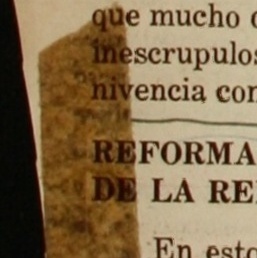 que mucho
inescrupulos
nivencia con
REFORMA
DE LA RE
En esto